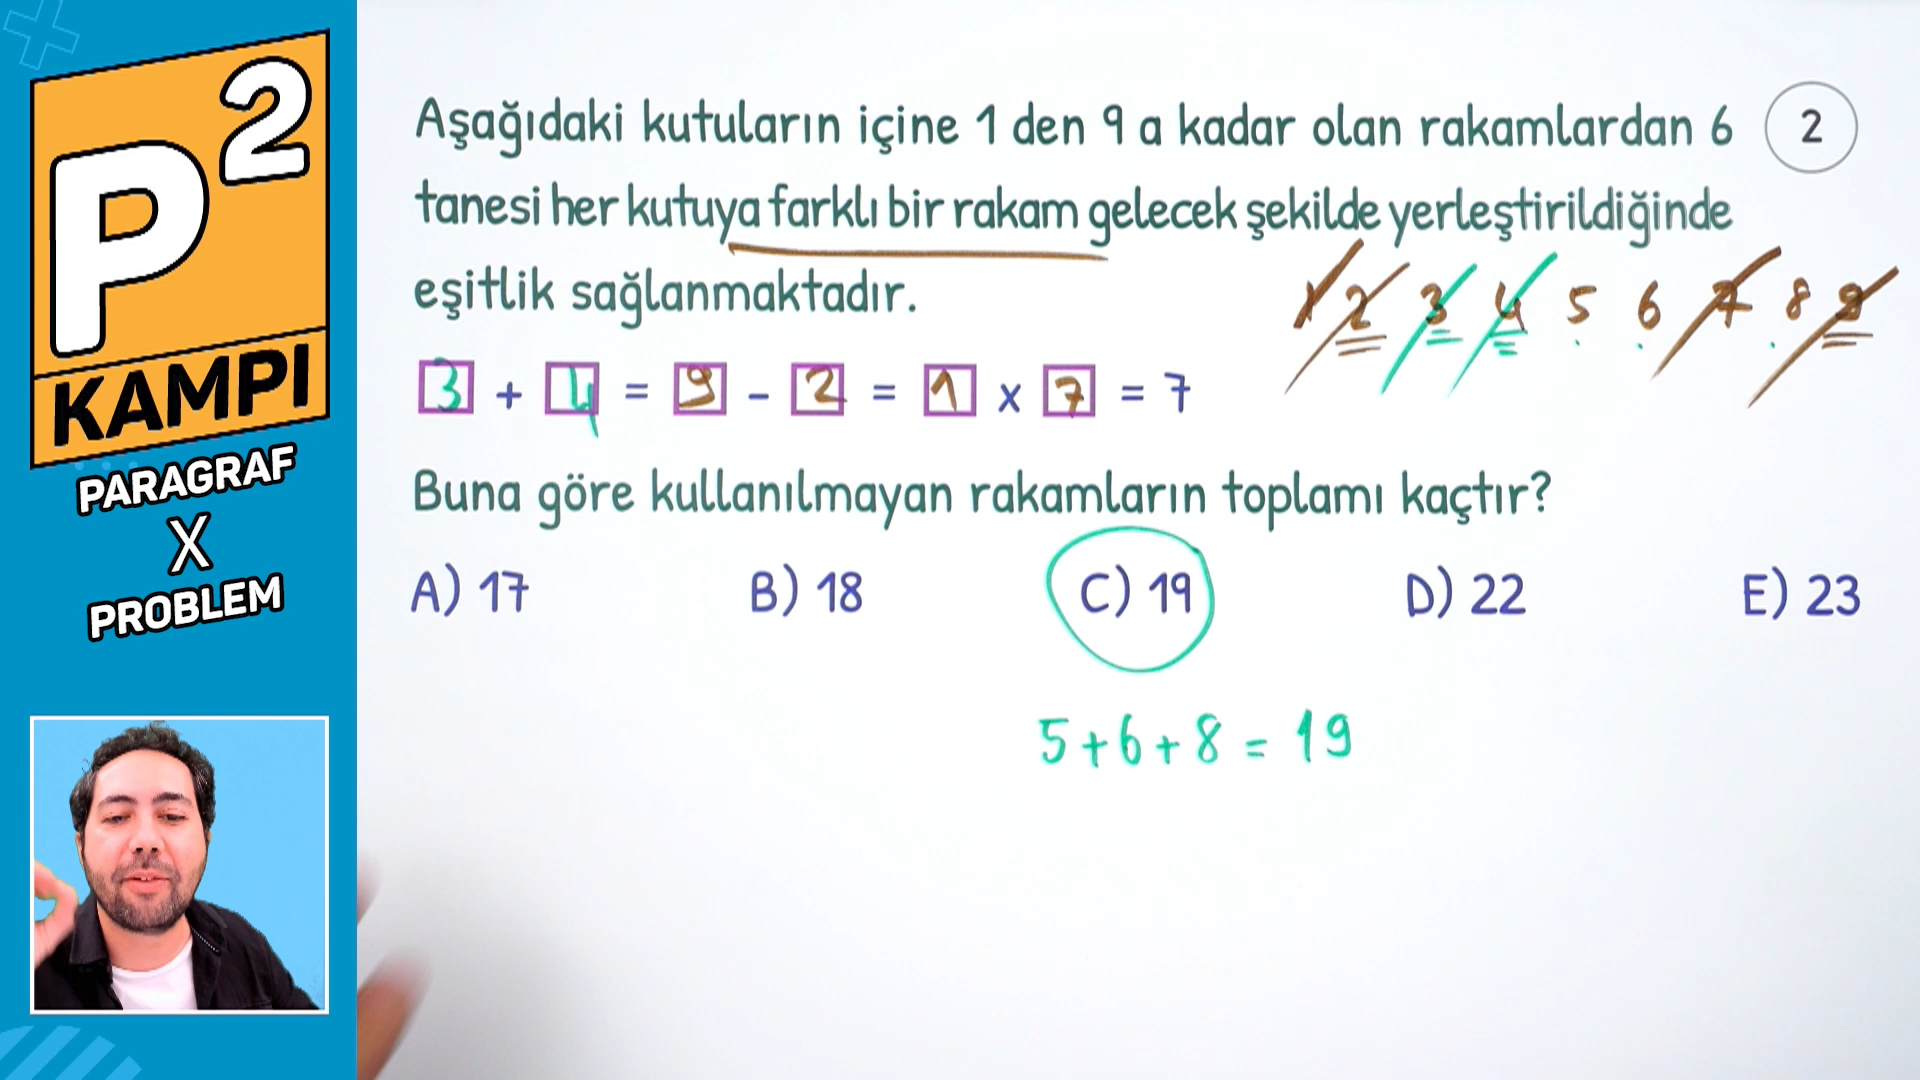 P²
KAMPI
PARAGRAF
X
PROBLEM
Aşağıdaki kutuların içine 1 den 9 a kadar olan rakamlardan 6
2
tanesi her kutuya farklı bir rakam gelecek şekilde yerleştirildiğinde
eşitlik sağlanmaktadır.
1 2 3 4 5 6 7 8 9
3 + 4 = 9 - 2 = 1 x 7 = 7
Buna göre kullanılmayan rakamların toplamı kaçtır?
A) 17 B) 18 C) 19 D) 22 E) 23
5+6+8 = 19